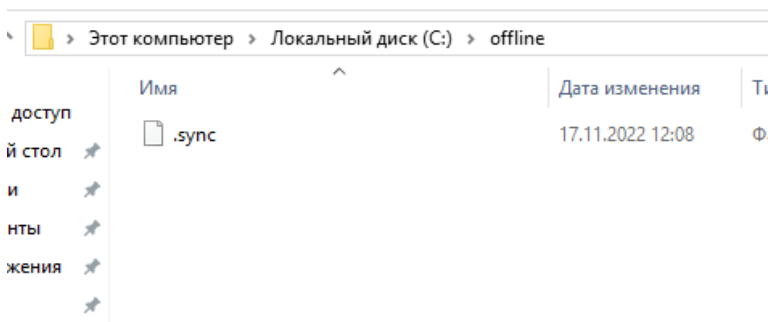 Этот компьютер > Локальный диск (C:) > offline
Имя Дата изменения
доступ
.sync 17.11.2022 12:08
й стол
и
нты
жения